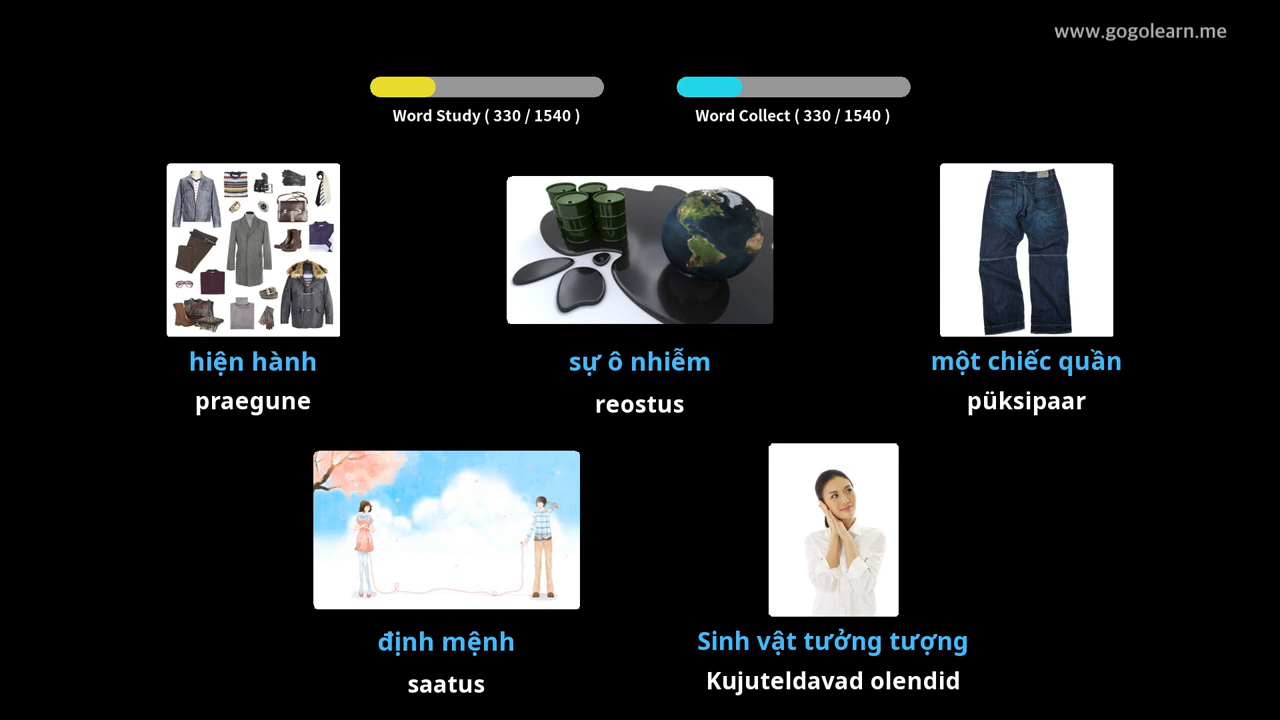 www.gogolearn.me
Word Study ( 330 / 1540 )
Word Collect ( 330 / 1540 )
hiện hành
praegune
sự ô nhiễm
reostus
một chiếc quần
püksipaar
định mệnh
saatus
Sinh vật tưởng tượng
Kujuteldavad olendid